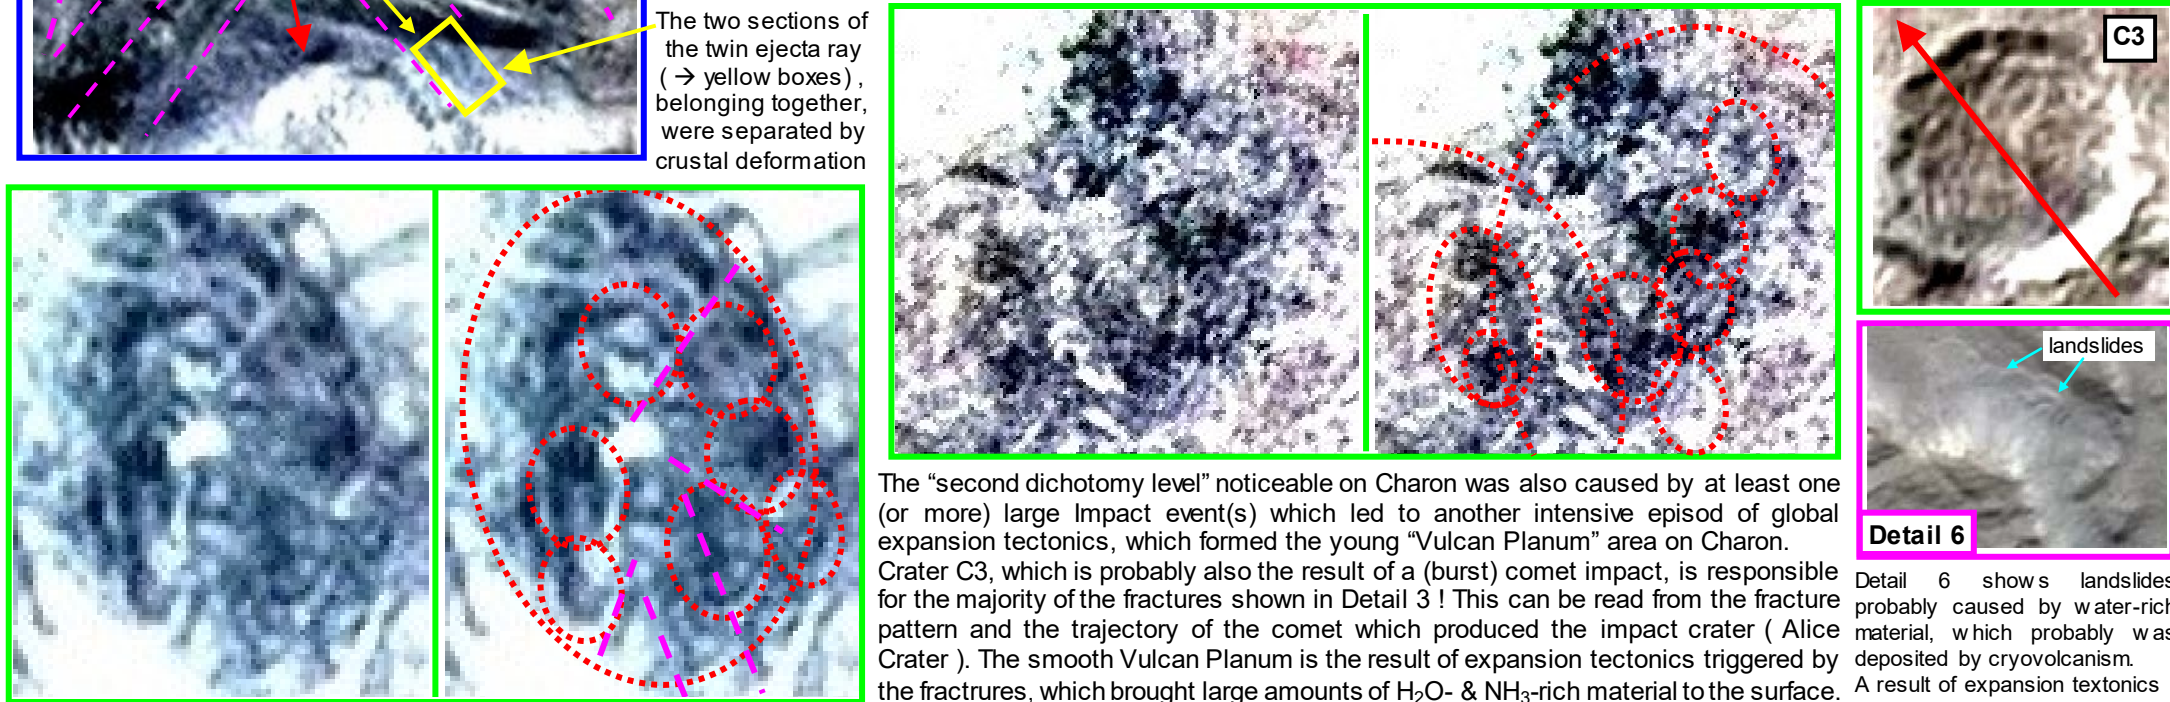 The two sections of
the twin ejecta ray
( → yellow boxes) ,
belonging together,
were separated by
crustal deformation
C3
landslides
Detail 6
The “second dichotomy level” noticeable on Charon was also caused by at least one
(or more) large Impact event(s) which led to another intensive episod of global
expansion tectonics, which formed the young “Vulcan Planum” area on Charon.
Crater C3, which is probably also the result of a (burst) comet impact, is responsible
for the majority of the fractures shown in Detail 3 ! This can be read from the fracture
pattern and the trajectory of the comet which produced the impact crater ( Alice
Crater ). The smooth Vulcan Planum is the result of expansion tectonics triggered by
the fractrures, which brought large amounts of H₂O- & NH₃-rich material to the surface.
Detail 6 shows landslides
probably caused by water-rich
material, which probably was
deposited by cryovolcanism.
A result of expansion textonics